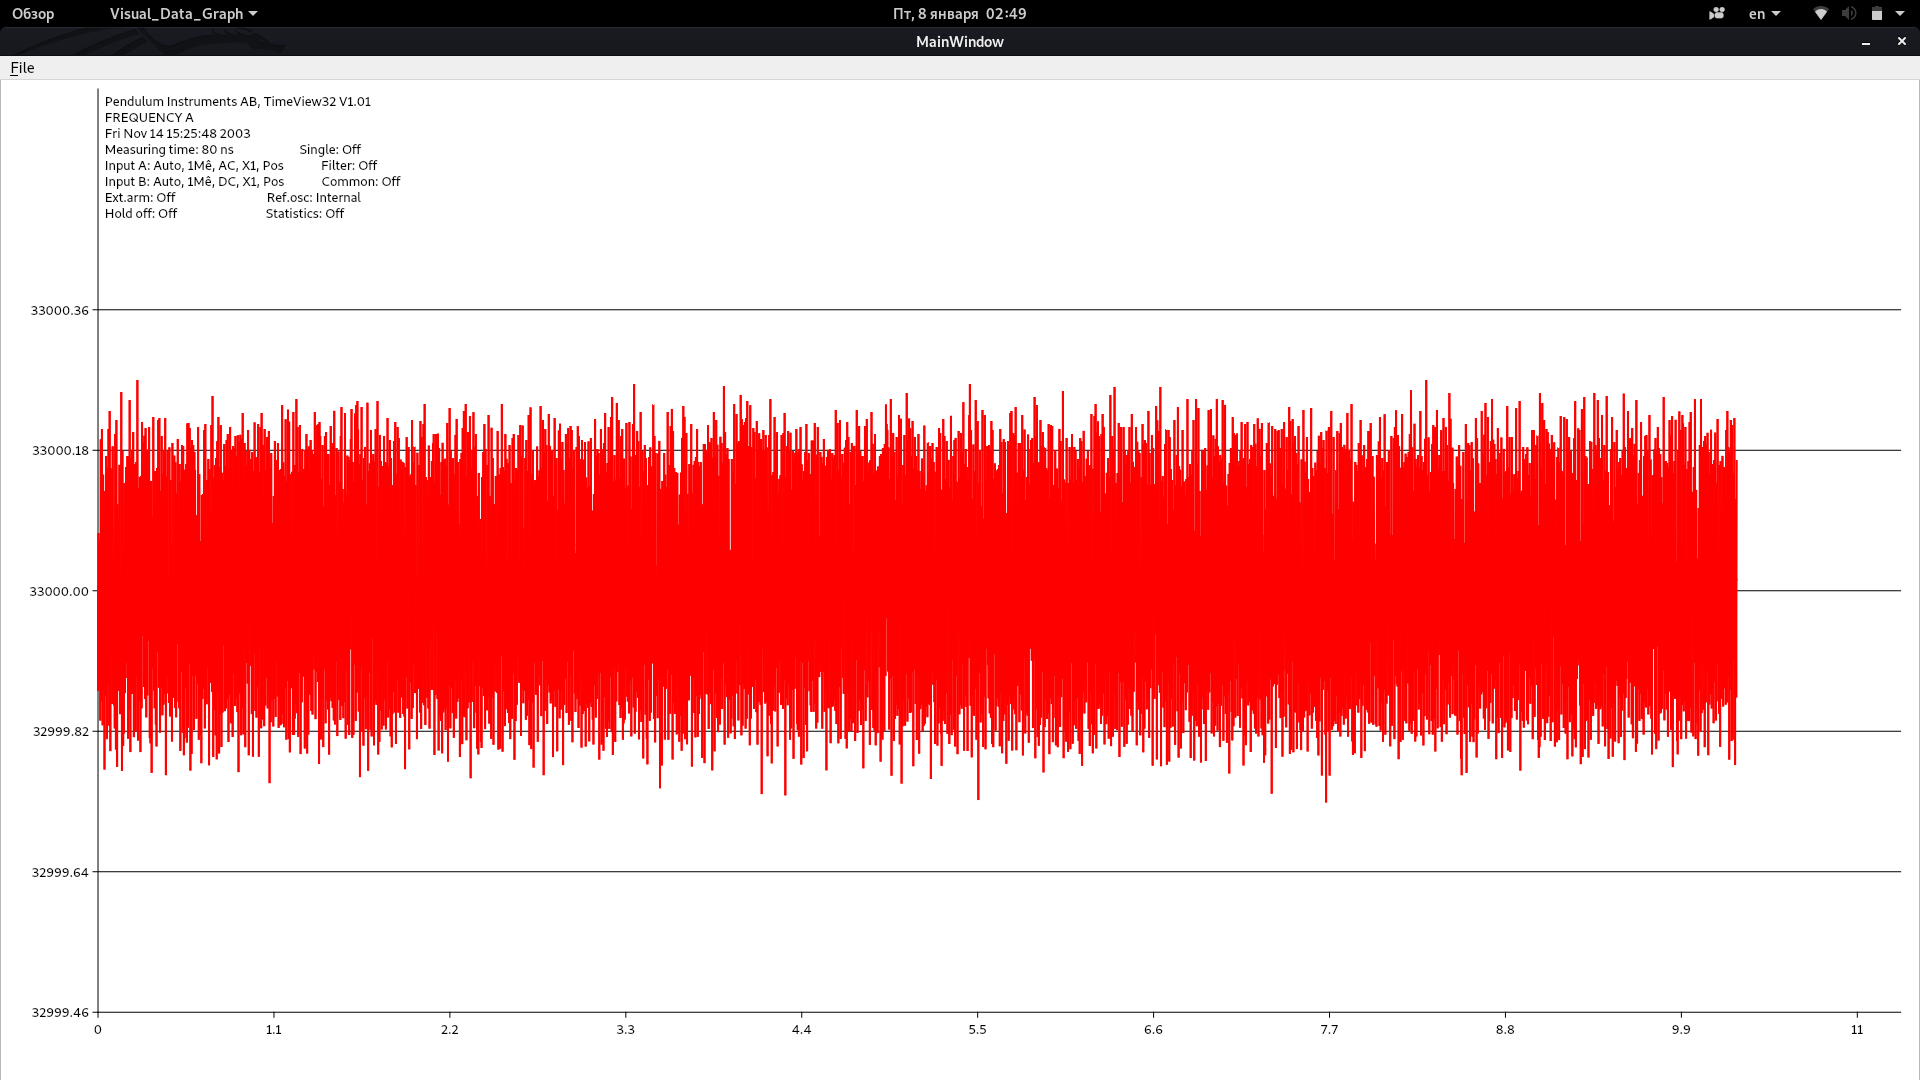 Обзор Visual_Data_Graph Пт, 8 января 02:49 en
MainWindow
File
Pendulum Instruments AB, TimeView32 V1.01
FREQUENCY A
Fri Nov 14 15:25:48 2003
Measuring time: 80 ns Single: Off
Input A: Auto, 1Mê, AC, X1, Pos Filter: Off
Input B: Auto, 1Mê, DC, X1, Pos Common: Off
Ext.arm: Off Ref.osc: Internal
Hold off: Off Statistics: Off
33000.36
33000.18
33000.00
32999.82
32999.64
32999.46
0 1.1 2.2 3.3 4.4 5.5 6.6 7.7 8.8 9.9 11